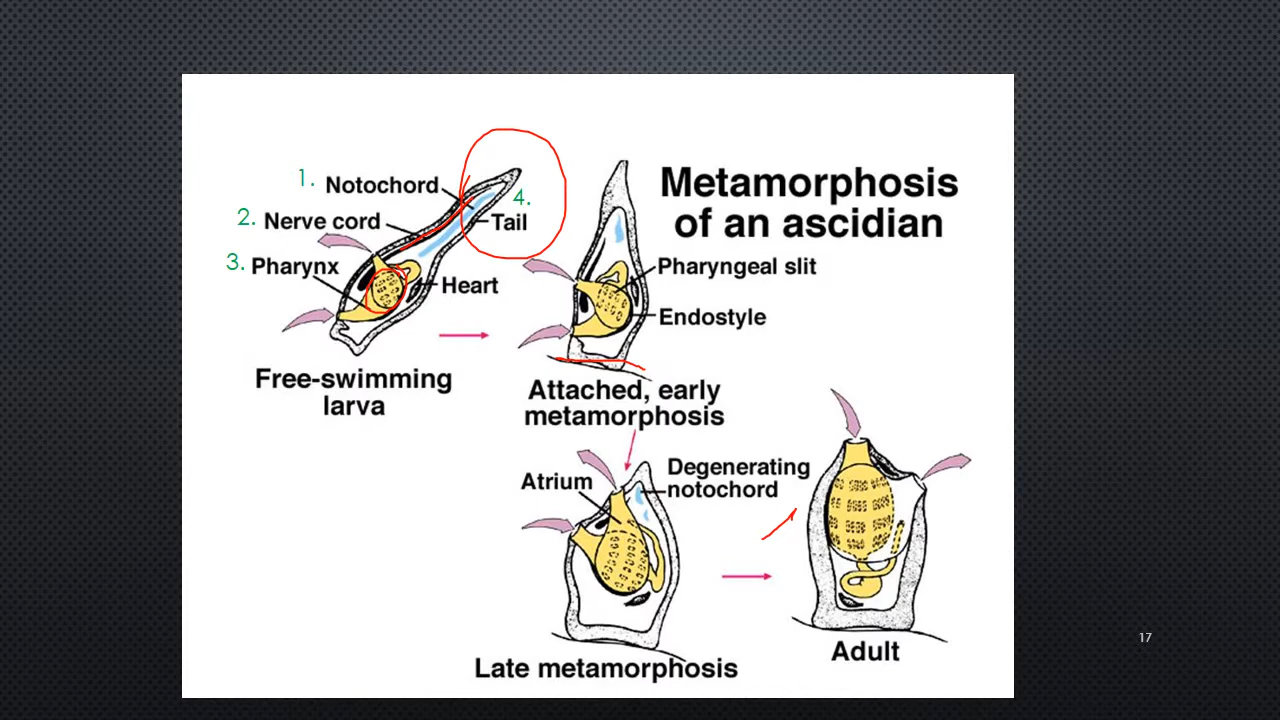 Metamorphosis
of an ascidian
1. Notochord
2. Nerve cord
3. Pharynx
4.
Tail
Heart
Free-swimming
larva
Pharyngeal slit
Endostyle
Attached, early
metamorphosis
Atrium
Degenerating
notochord
Late metamorphosis
Adult
17